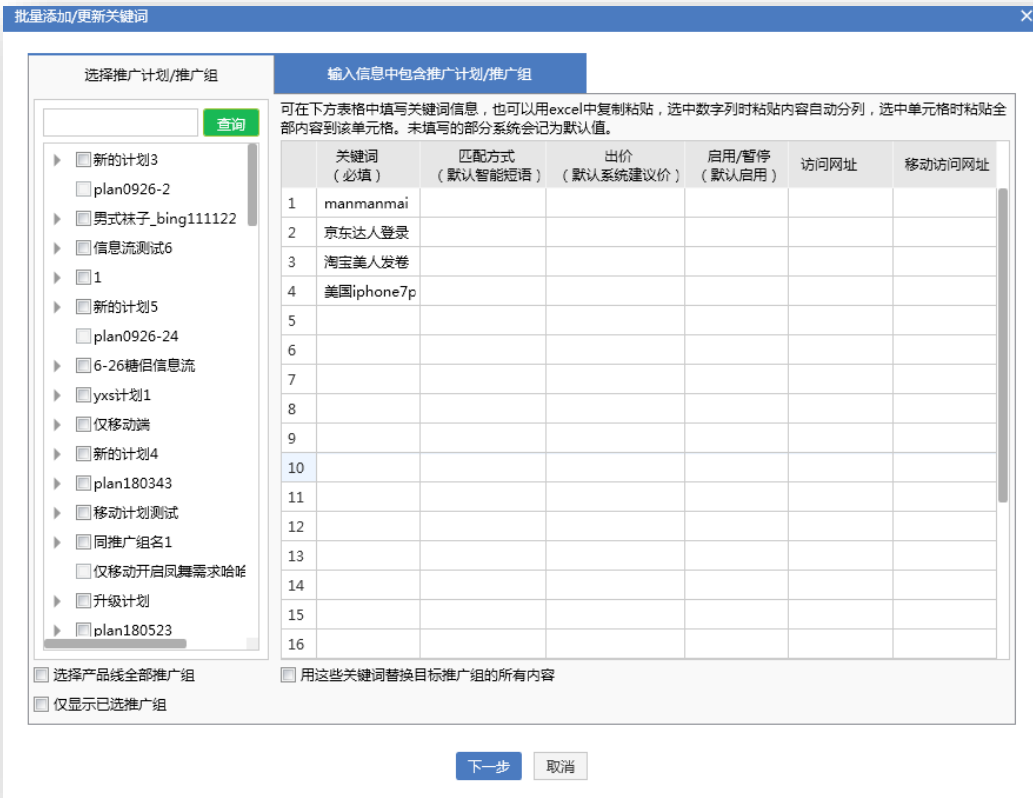 批量添加/更新关键词
选择推广计划/推广组
输入信息中包含推广计划/推广组
查询
新的计划3
plan0926-2
男式袜子_bing111122
信息流测试6
1
新的计划5
plan0926-24
6-26糖侣信息流
yxs计划1
仅移动端
新的计划4
plan180343
移动计划测试
同推广组名1
仅移动开启凤舞需求哈哈
升级计划
plan180523
选择产品线全部推广组
仅显示已选推广组
可在下方表格中填写关键词信息，也可以用excel中复制粘贴，选中数字列时粘贴内容自动分列，选中单元格时粘贴全
部内容到该单元格。未填写的部分系统会记为默认值。
关键词 匹配方式 出价 启用/暂停 访问网址 移动访问网址
（必填） （默认智能短语） （默认系统建议价） （默认启用）
1 manmanmai
2 京东达人登录
3 淘宝美人发卷
4 美国iphone7p
5
6
7
8
9
10
11
12
13
14
15
16
用这些关键词替换目标推广组的所有内容
下一步
取消